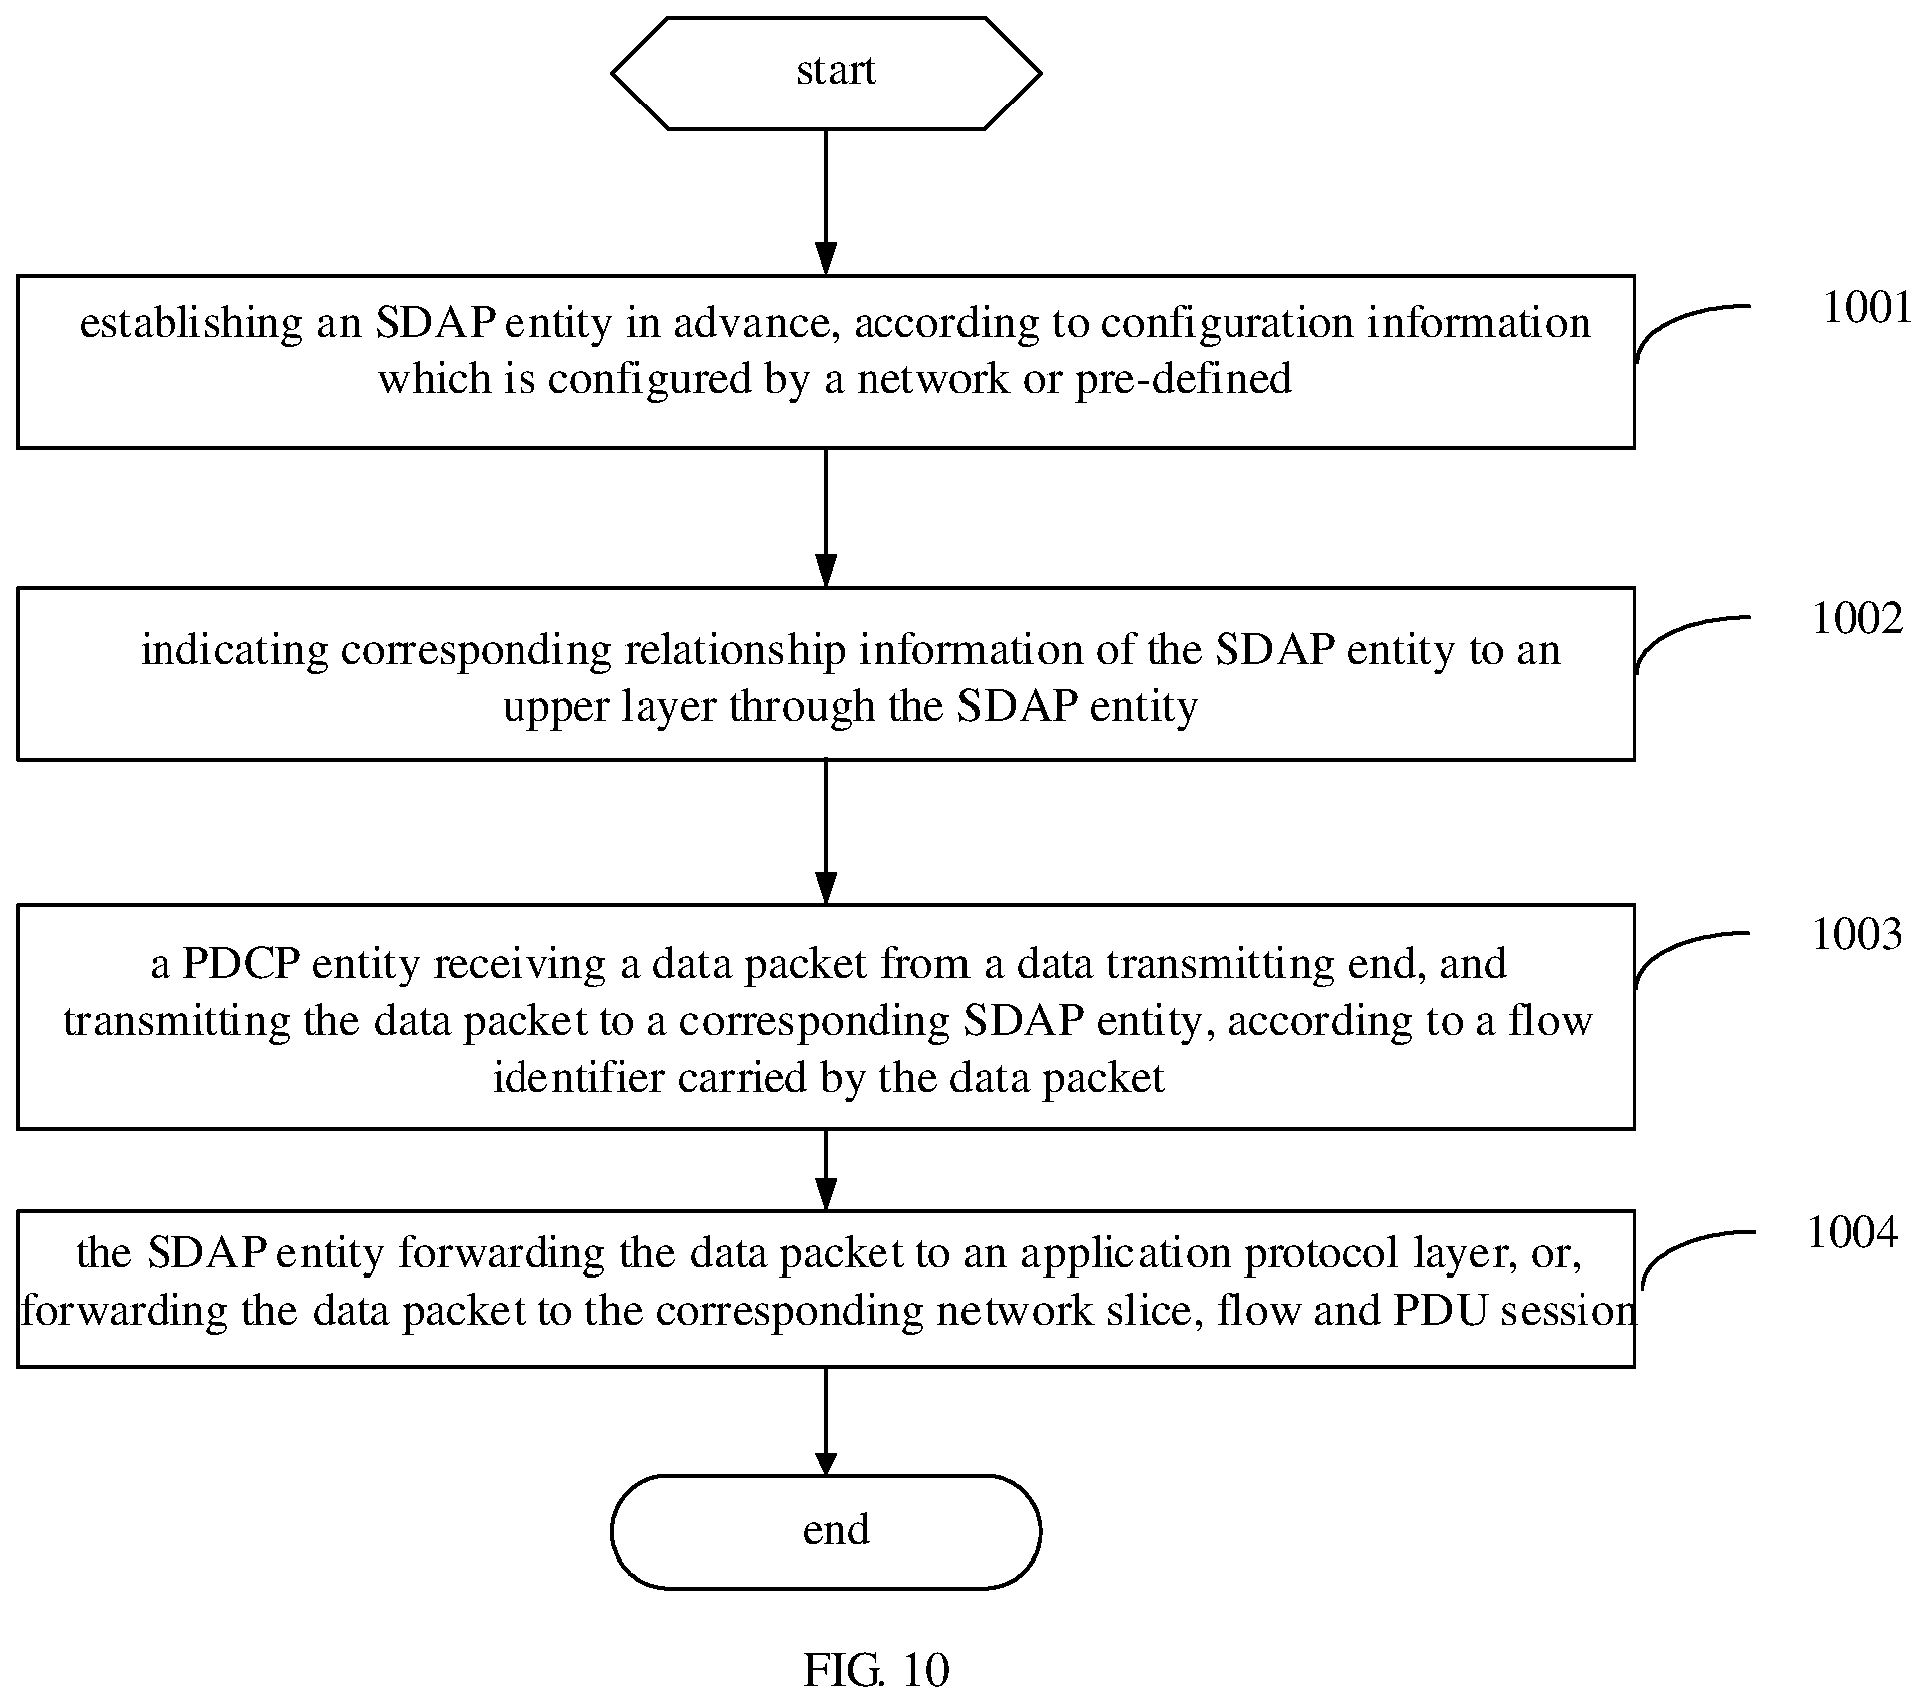 start
establishing an SDAP entity in advance, according to configuration information
which is configured by a network or pre-defined
1001
indicating corresponding relationship information of the SDAP entity to an
upper layer through the SDAP entity
1002
a PDCP entity receiving a data packet from a data transmitting end, and
transmitting the data packet to a corresponding SDAP entity, according to a flow
identifier carried by the data packet
1003
the SDAP entity forwarding the data packet to an application protocol layer, or,
forwarding the data packet to the corresponding network slice, flow and PDU session
1004
end
FIG. 10